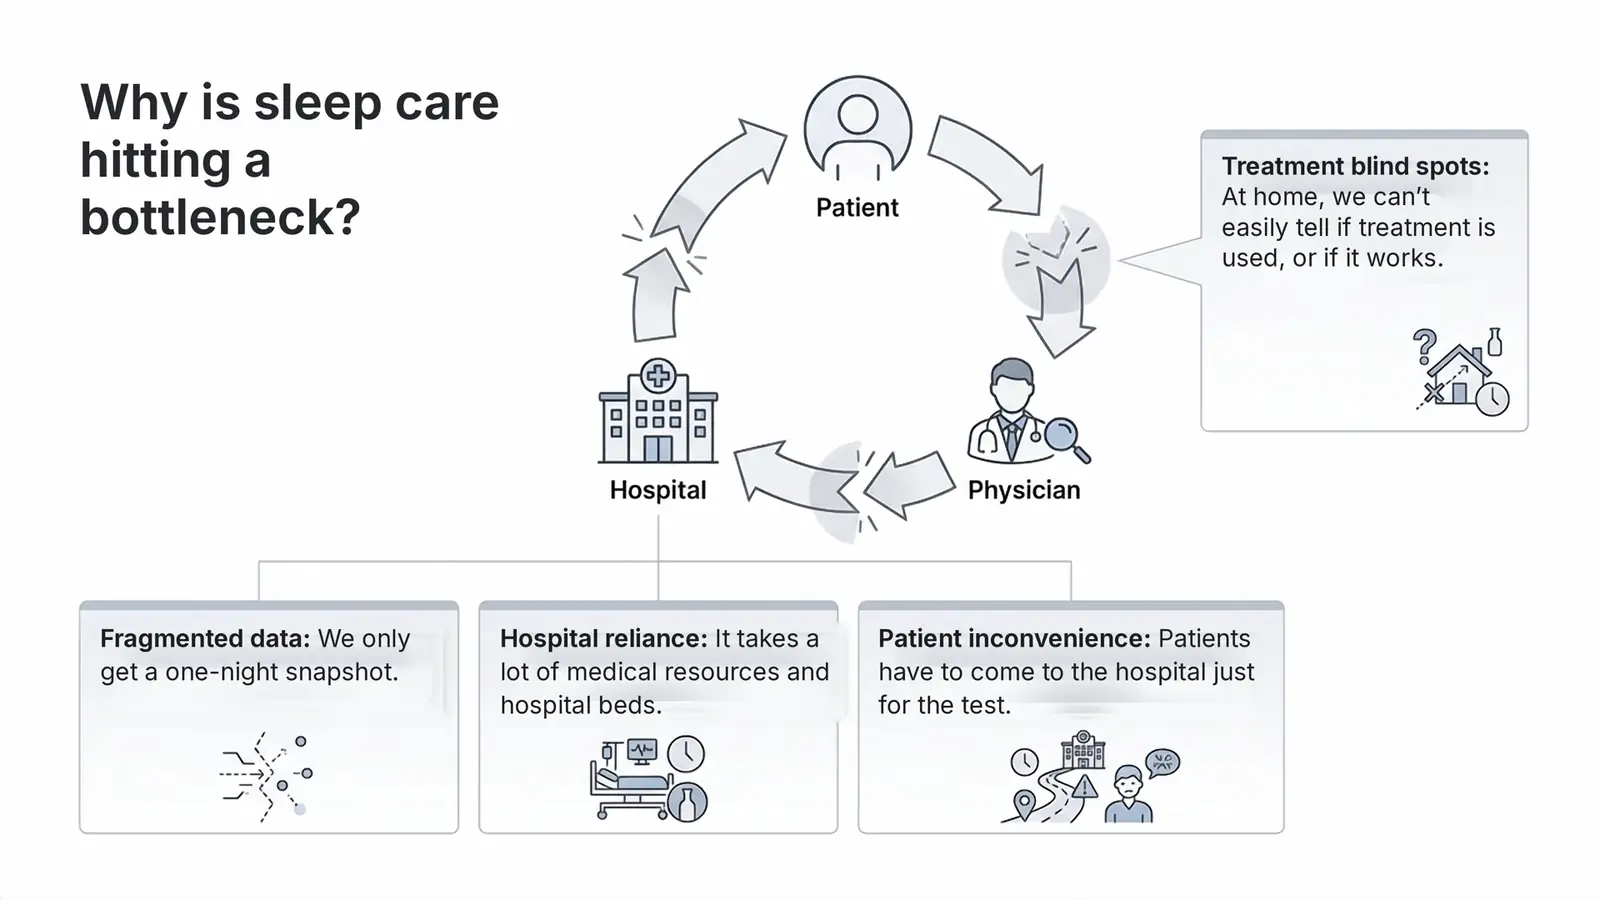 Why is sleep care
hitting a
bottleneck?
Patient
Treatment blind spots:
At home, we can’t
easily tell if treatment is
used, or if it works.
Hospital
Physician
Fragmented data: We only
get a one-night snapshot.
Hospital reliance: It takes a
lot of medical resources and
hospital beds.
Patient inconvenience: Patients
have to come to the hospital just
for the test.